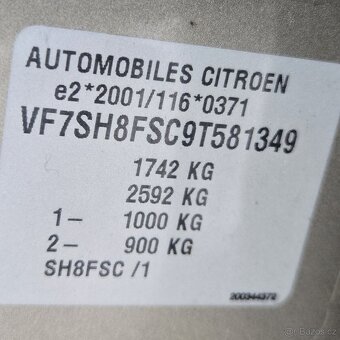 AUTOMOBILES CITROEN
e2*2001/116*0371
VF7SH8FSC9T581349
1742 KG
2592 KG
1– 1000 KG
2– 900 KG
SH8FSC /1
200344372